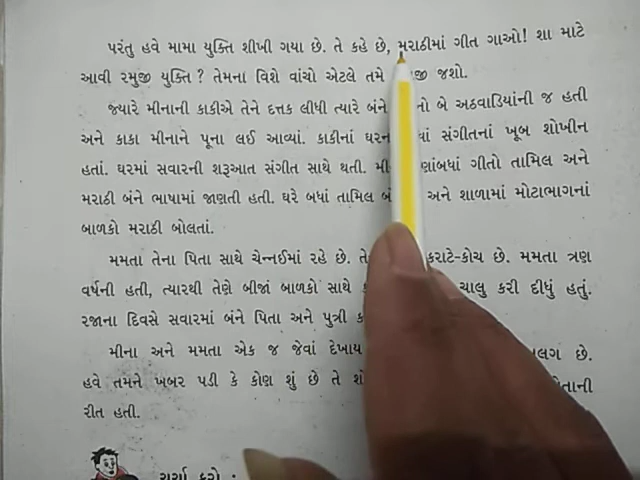 પરંતુ હવે મામા યુક્તિ શીખી ગયા છે. તે કહે છે, મરાઠીમાં ગીત ગાઓ! શા માટે
આવી રમુજી યુક્તિ ? તેમના વિશે વાંચો એટલે તમે જી જશો.
જ્યારે મીનાની કાકીએ તેને દત્તક લીધી ત્યારે બંને તો બે અઠવાડિયાંની જ હતી
અને કાકા મીનાને પૂના લઈ આવ્યાં. કાકીનાં ઘરન ધાં સંગીતનાં ખૂબ શોખીન
હતાં. ઘરમાં સવારની શરૂઆત સંગીત સાથે થતી. મી ણાંબધાં ગીતો તામિલ અને
મરાઠી બંને ભાષામાં જાણતી હતી. ઘરે બધાં તામિલ બ અને શાળામાં મોટાભાગનાં
બાળકો મરાઠી બોલતાં.
મમતા તેના પિતા સાથે ચેન્નઈમાં રહે છે. તે કરાટે-કોચ છે. મમતા ત્રણ
વર્ષની હતી, ત્યારથી તેણે બીજાં બાળકો સાથે ચાલુ કરી દીધું હતું.
રજાના દિવસે સવારમાં બંને પિતા અને પુત્રી ક
મીના અને મમતા એક જ જેવાં દેખાય લગ છે.
હવે તમને ખબર પડી કે કોણ શું છે તે શો તાની
રીત હતી.